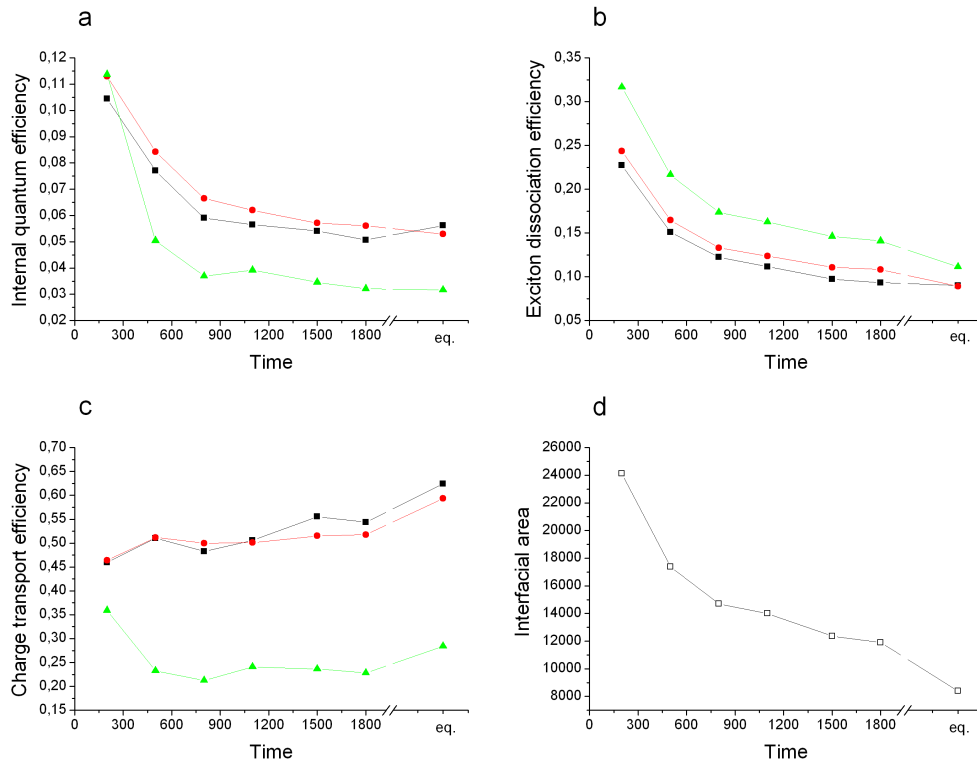 a
Internal quantum efficiency
0,12
0,11
0,10
0,09
0,08
0,07
0,06
0,05
0,04
0,03
0,02
0 300 600 900 1200 1500 1800 eq.
Time
b
Exciton dissociation efficiency
0,35
0,30
0,25
0,20
0,15
0,10
0,05
0 300 600 900 1200 1500 1800 eq.
Time
c
Charge transport efficiency
0,70
0,65
0,60
0,55
0,50
0,45
0,40
0,35
0,30
0,25
0,20
0,15
0 300 600 900 1200 1500 1800 eq.
Time
d
Interfacial area
26000
24000
22000
20000
18000
16000
14000
12000
10000
8000
0 300 600 900 1200 1500 1800 eq.
Time